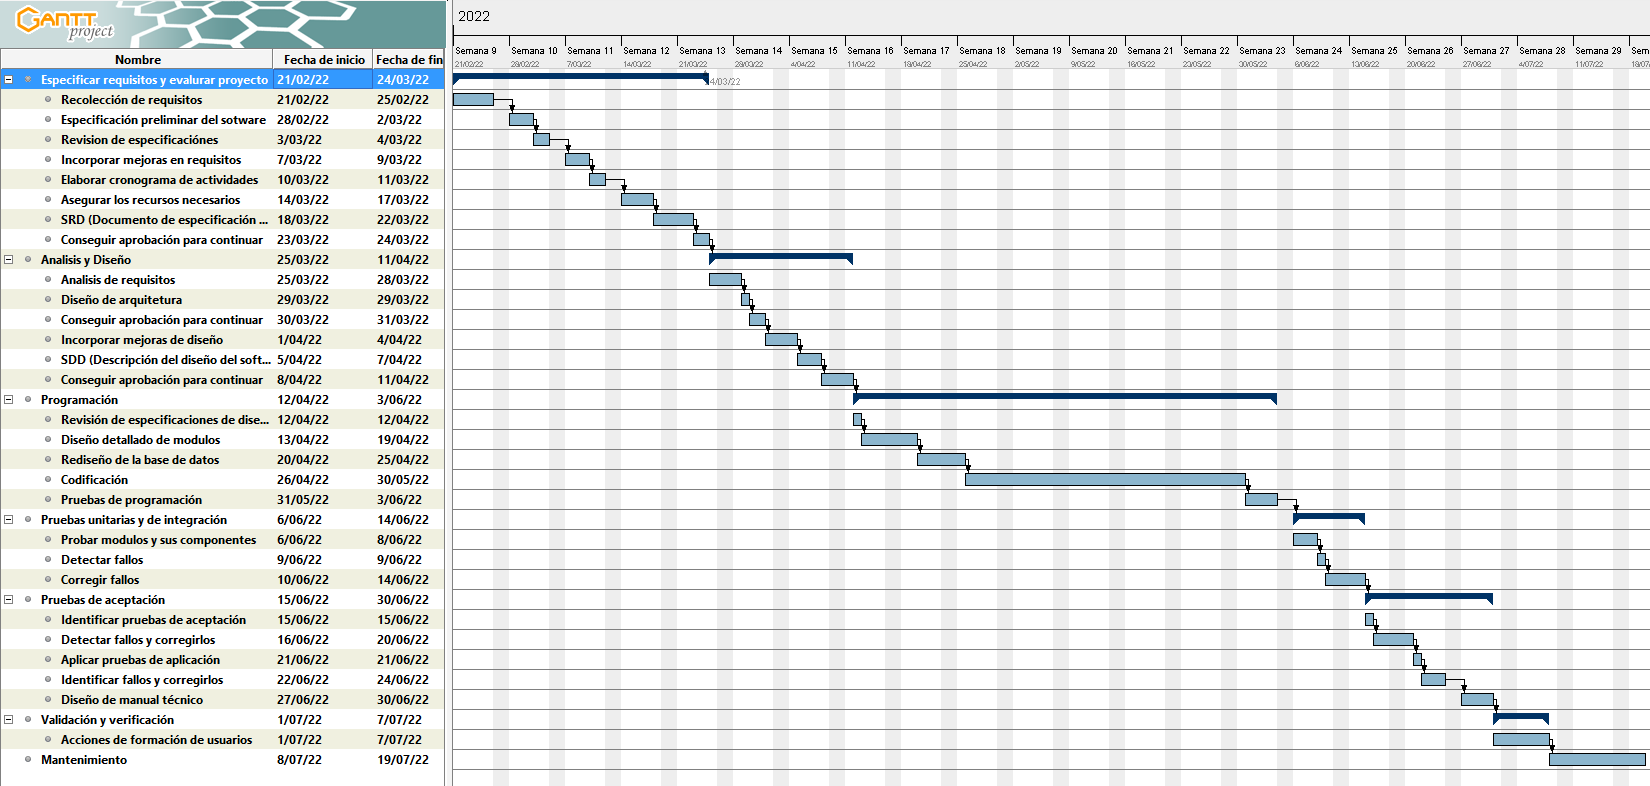 GANTT
project
2022
Semana 9 Semana 10 Semana 11 Semana 12 Semana 13 Semana 14 Semana 15 Semana 16 Semana 17 Semana 18 Semana 19 Semana 20 Semana 21 Semana 22 Semana 23 Semana 24 Semana 25 Semana 26 Semana 27 Semana 28 Semana 29 Sem
21/02/22 28/02/22 7/03/22 14/03/22 21/03/22 28/03/22 4/04/22 11/04/22 18/04/22 25/04/22 2/05/22 9/05/22 16/05/22 23/05/22 30/05/22 6/06/22 13/06/22 20/06/22 27/06/22 4/07/22 11/07/22 18/07
Nombre Fecha de inicio Fecha de fin
Especificar requisitos y evalurar proyecto 21/02/22 24/03/22 4/03/22
Recolección de requisitos 21/02/22 25/02/22
Especificación preliminar del sotware 28/02/22 2/03/22
Revision de especificaciónes 3/03/22 4/03/22
Incorporar mejoras en requisitos 7/03/22 9/03/22
Elaborar cronograma de actividades 10/03/22 11/03/22
Asegurar los recursos necesarios 14/03/22 17/03/22
SRD (Documento de especificación ... 18/03/22 22/03/22
Conseguir aprobación para continuar 23/03/22 24/03/22
Analisis y Diseño 25/03/22 11/04/22
Analisis de requisitos 25/03/22 28/03/22
Diseño de arquitetura 29/03/22 29/03/22
Conseguir aprobación para continuar 30/03/22 31/03/22
Incorporar mejoras de diseño 1/04/22 4/04/22
SDD (Descripción del diseño del soft... 5/04/22 7/04/22
Conseguir aprobación para continuar 8/04/22 11/04/22
Programación 12/04/22 3/06/22
Revisión de especificaciones de dise... 12/04/22 12/04/22
Diseño detallado de modulos 13/04/22 19/04/22
Rediseño de la base de datos 20/04/22 25/04/22
Codificación 26/04/22 30/05/22
Pruebas de programación 31/05/22 3/06/22
Pruebas unitarias y de integración 6/06/22 14/06/22
Probar modulos y sus componentes 6/06/22 8/06/22
Detectar fallos 9/06/22 9/06/22
Corregir fallos 10/06/22 14/06/22
Pruebas de aceptación 15/06/22 30/06/22
Identificar pruebas de aceptación 15/06/22 15/06/22
Detectar fallos y corregirlos 16/06/22 20/06/22
Aplicar pruebas de aplicación 21/06/22 21/06/22
Identificar fallos y corregirlos 22/06/22 24/06/22
Diseño de manual técnico 27/06/22 30/06/22
Validación y verificación 1/07/22 7/07/22
Acciones de formación de usuarios 1/07/22 7/07/22
Mantenimiento 8/07/22 19/07/22